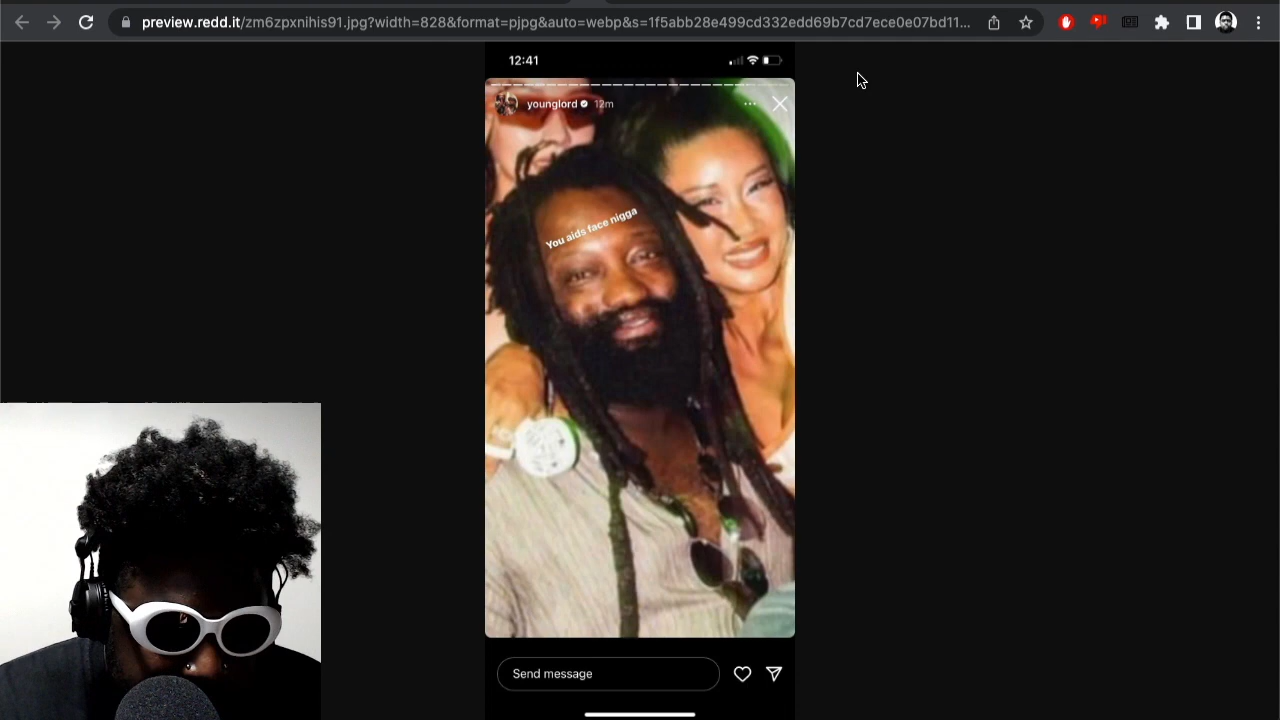 preview.redd.it/zm6zpxnihis91.jpg?width=828&format=pjpg&auto=webp&s=1f5abb28e499cd332edd69b7cd7ece0e07bd11...
12:41
younglord 12m
You aids face nigga
Send message